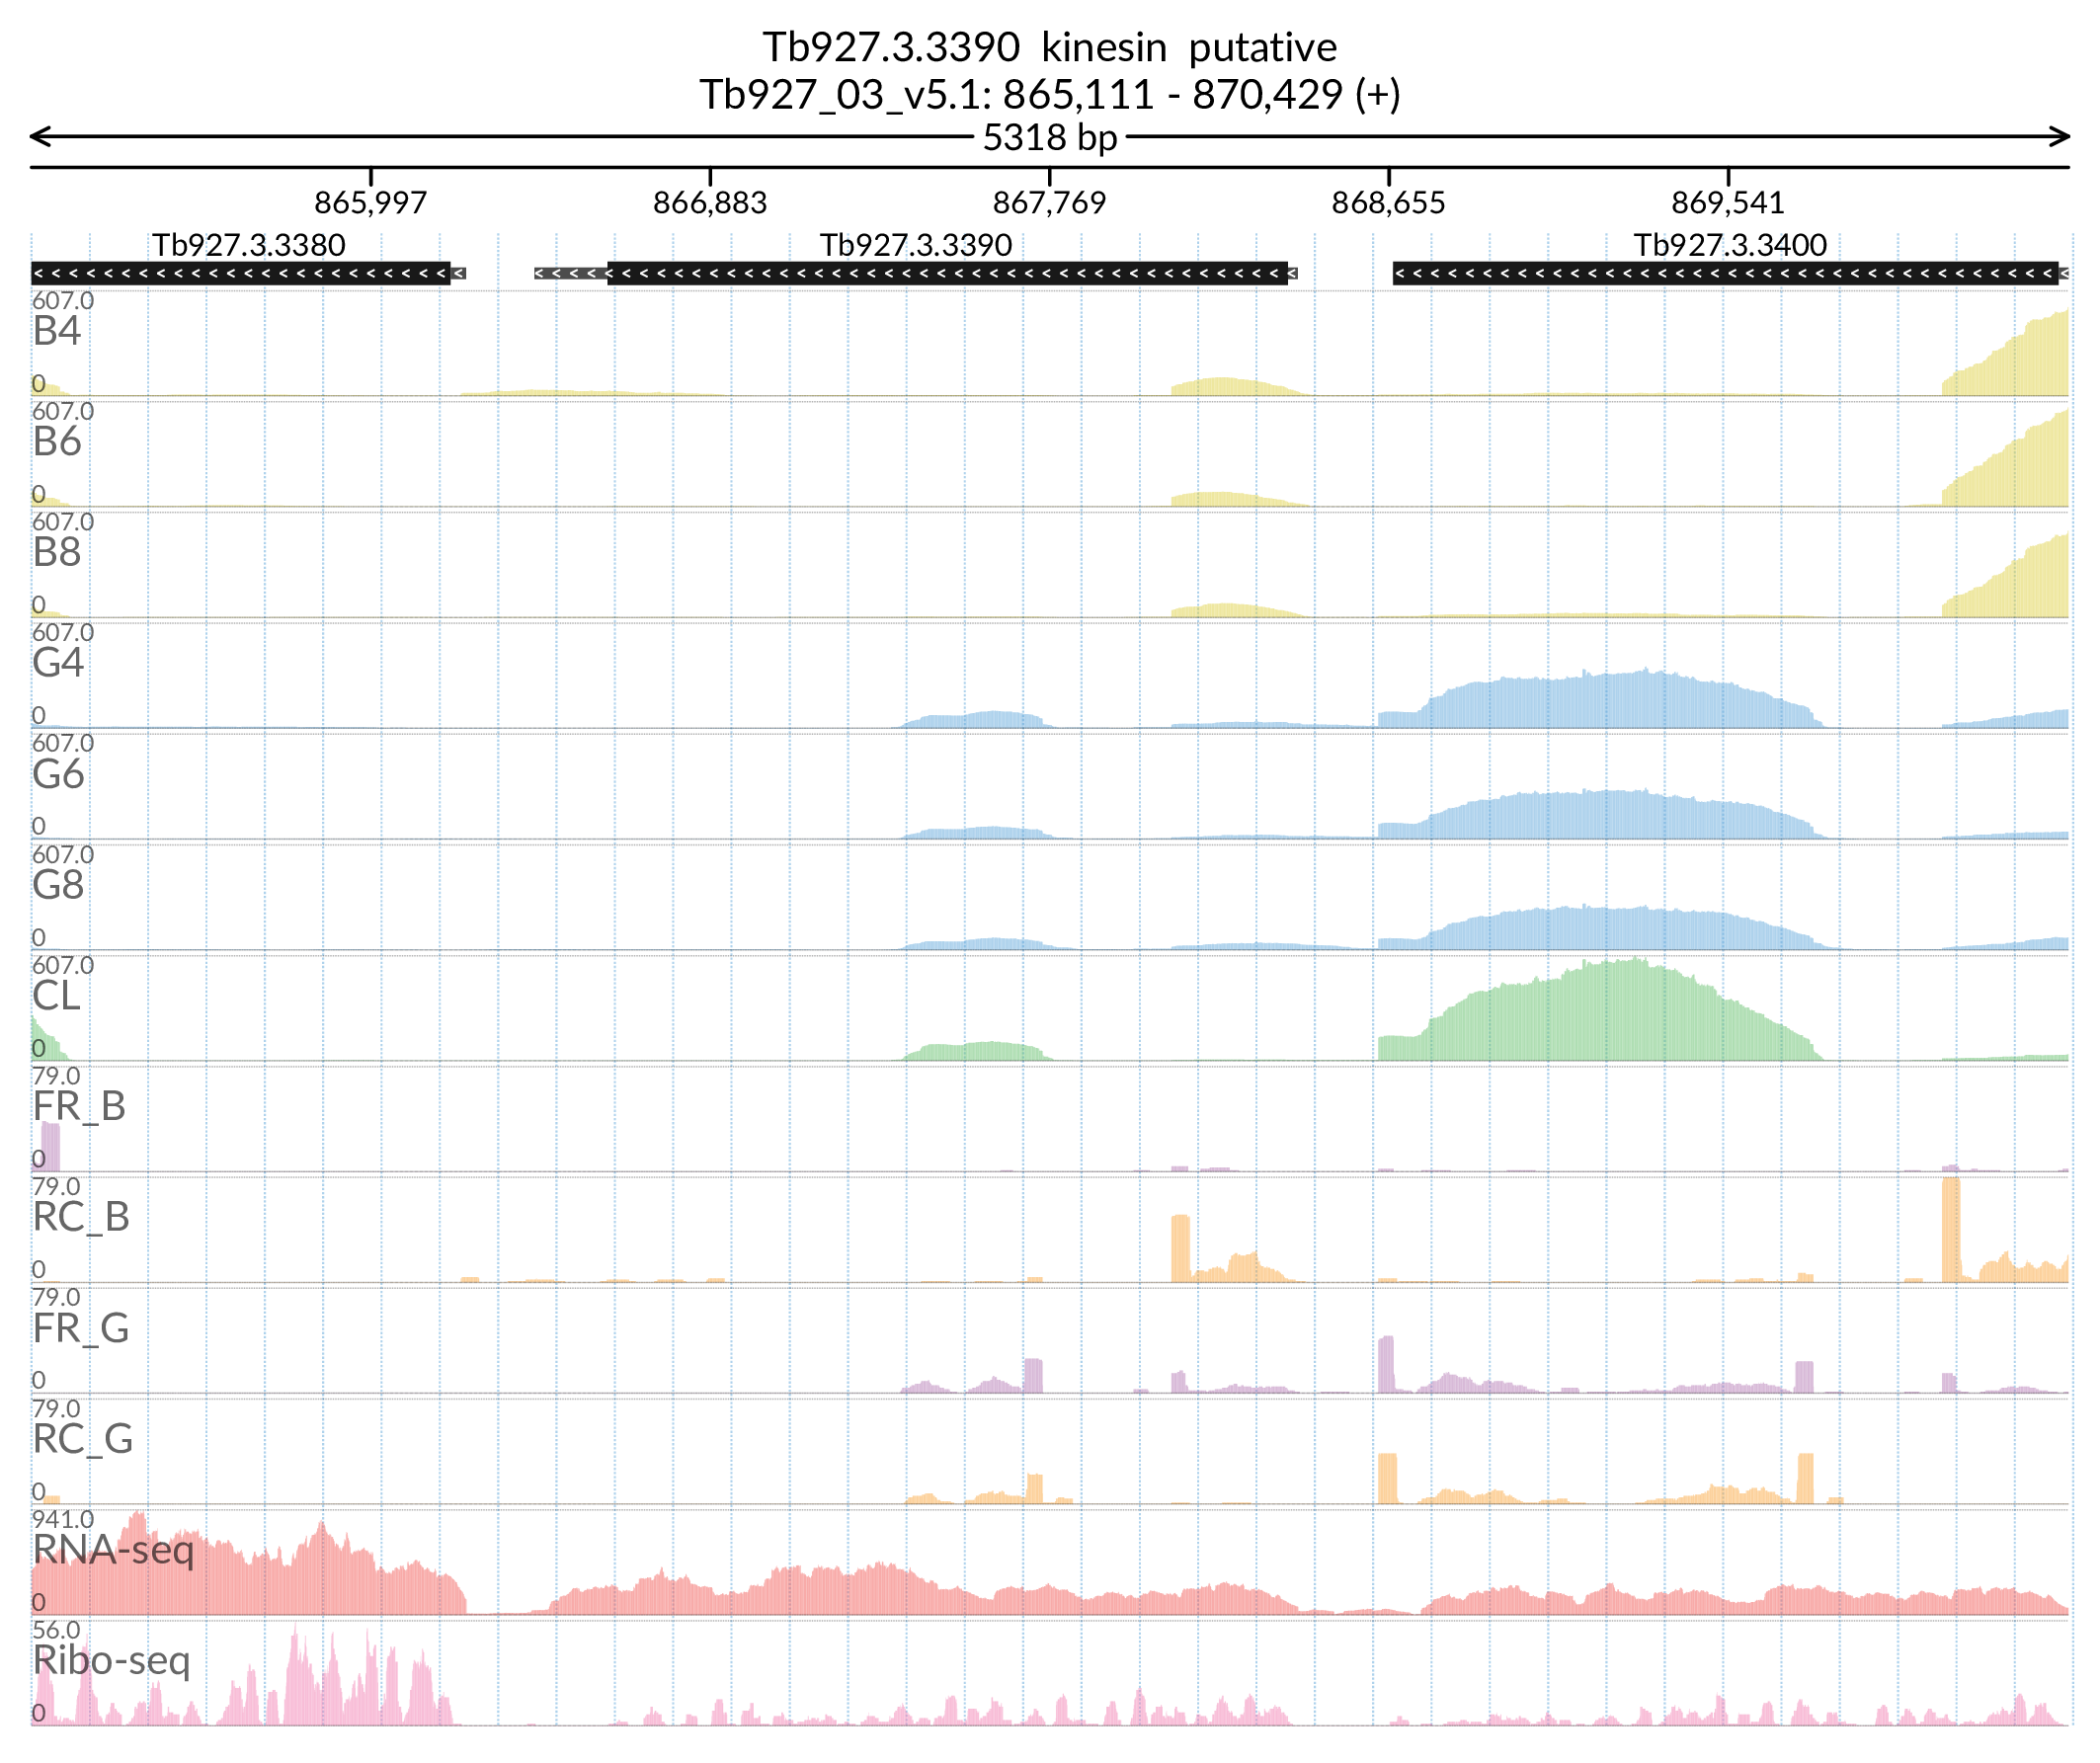 Tb927.3.3390 kinesin putative
Tb927_03_v5.1: 865,111 - 870,429 (+)
5318 bp
865,997 866,883 867,769 868,655 869,541
Tb927.3.3380 Tb927.3.3390 Tb927.3.3400
607.0
B4
0
607.0
B6
0
607.0
B8
0
607.0
G4
0
607.0
G6
0
607.0
G8
0
607.0
CL
0
79.0
FR_B
0
79.0
RC_B
0
79.0
FR_G
0
79.0
RC_G
0
941.0
RNA-seq
0
56.0
Ribo-seq
0